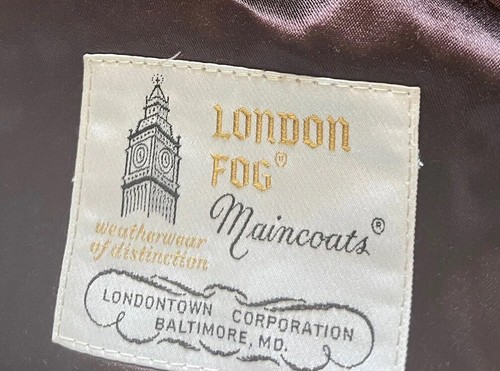 LONDON
FOG®
Maincoats®
weatherwear
of distinction
LONDONTOWN CORPORATION
BALTIMORE, MD.